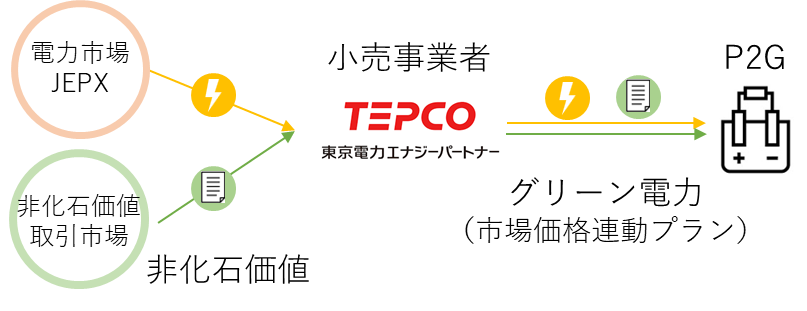 電力市場
JEPX
非化石価値
取引市場
非化石価値
小売事業者
TEPCO
東京電力エナジーパートナー
グリーン電力
（市場価格連動プラン）
P2G